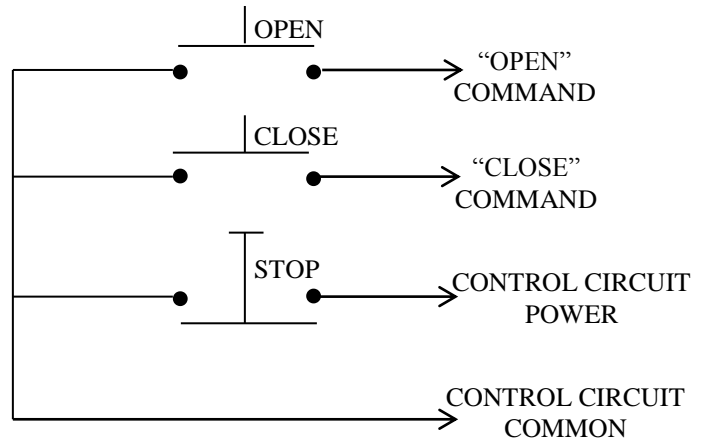 OPEN
“OPEN”
COMMAND
CLOSE
“CLOSE”
COMMAND
STOP
CONTROL CIRCUIT
POWER
CONTROL CIRCUIT
COMMON